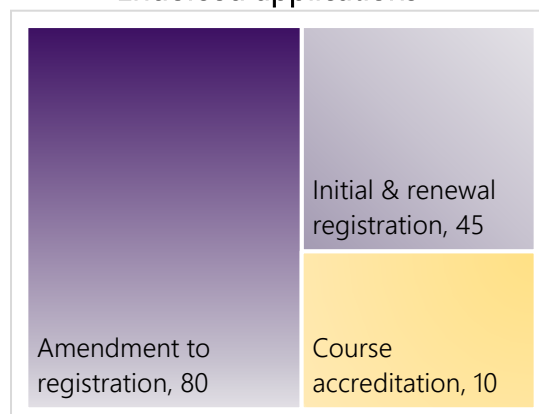 Amendment to
registration, 80
Initial & renewal
registration, 45
Course
accreditation, 10